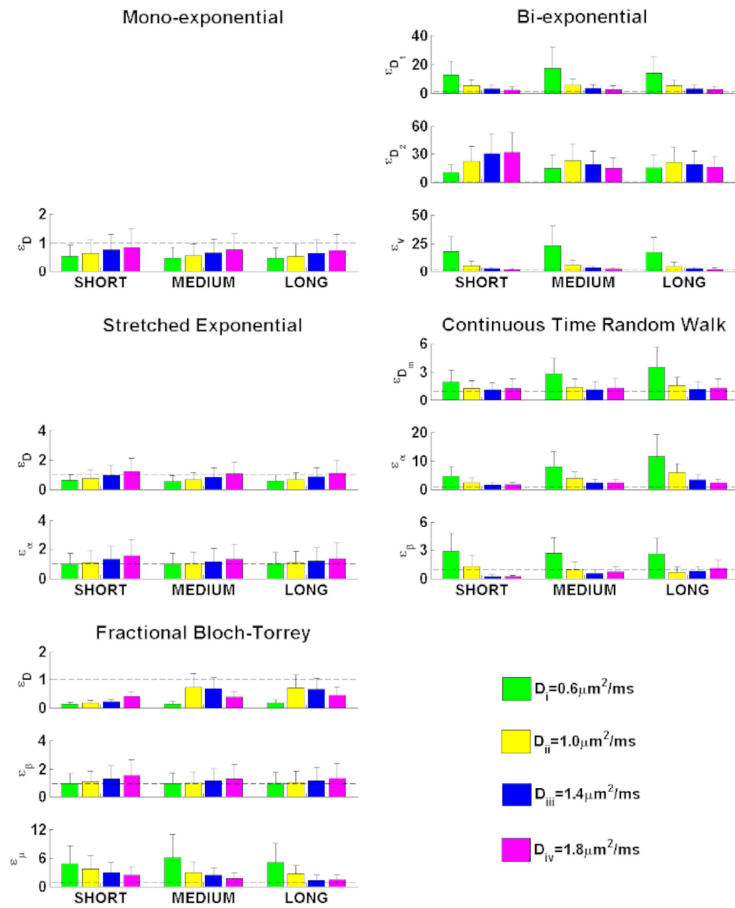 Mono-exponential
2
1
0
εD
SHORT MEDIUM LONG
Bi-exponential
40
20
0
εD1
60
30
0
εD2
50
25
0
εv
SHORT MEDIUM LONG
Stretched Exponential
4
2
0
εD
4
2
0
εα
SHORT MEDIUM LONG
Continuous Time Random Walk
6
3
0
εDm
20
10
0
εα
6
3
0
εβ
SHORT MEDIUM LONG
Fractional Bloch-Torrey
2
1
0
εD
4
2
0
εβ
12
6
0
εμ
SHORT MEDIUM LONG
Di=0.6μm²/ms
Dii=1.0μm²/ms
Diii=1.4μm²/ms
Div=1.8μm²/ms